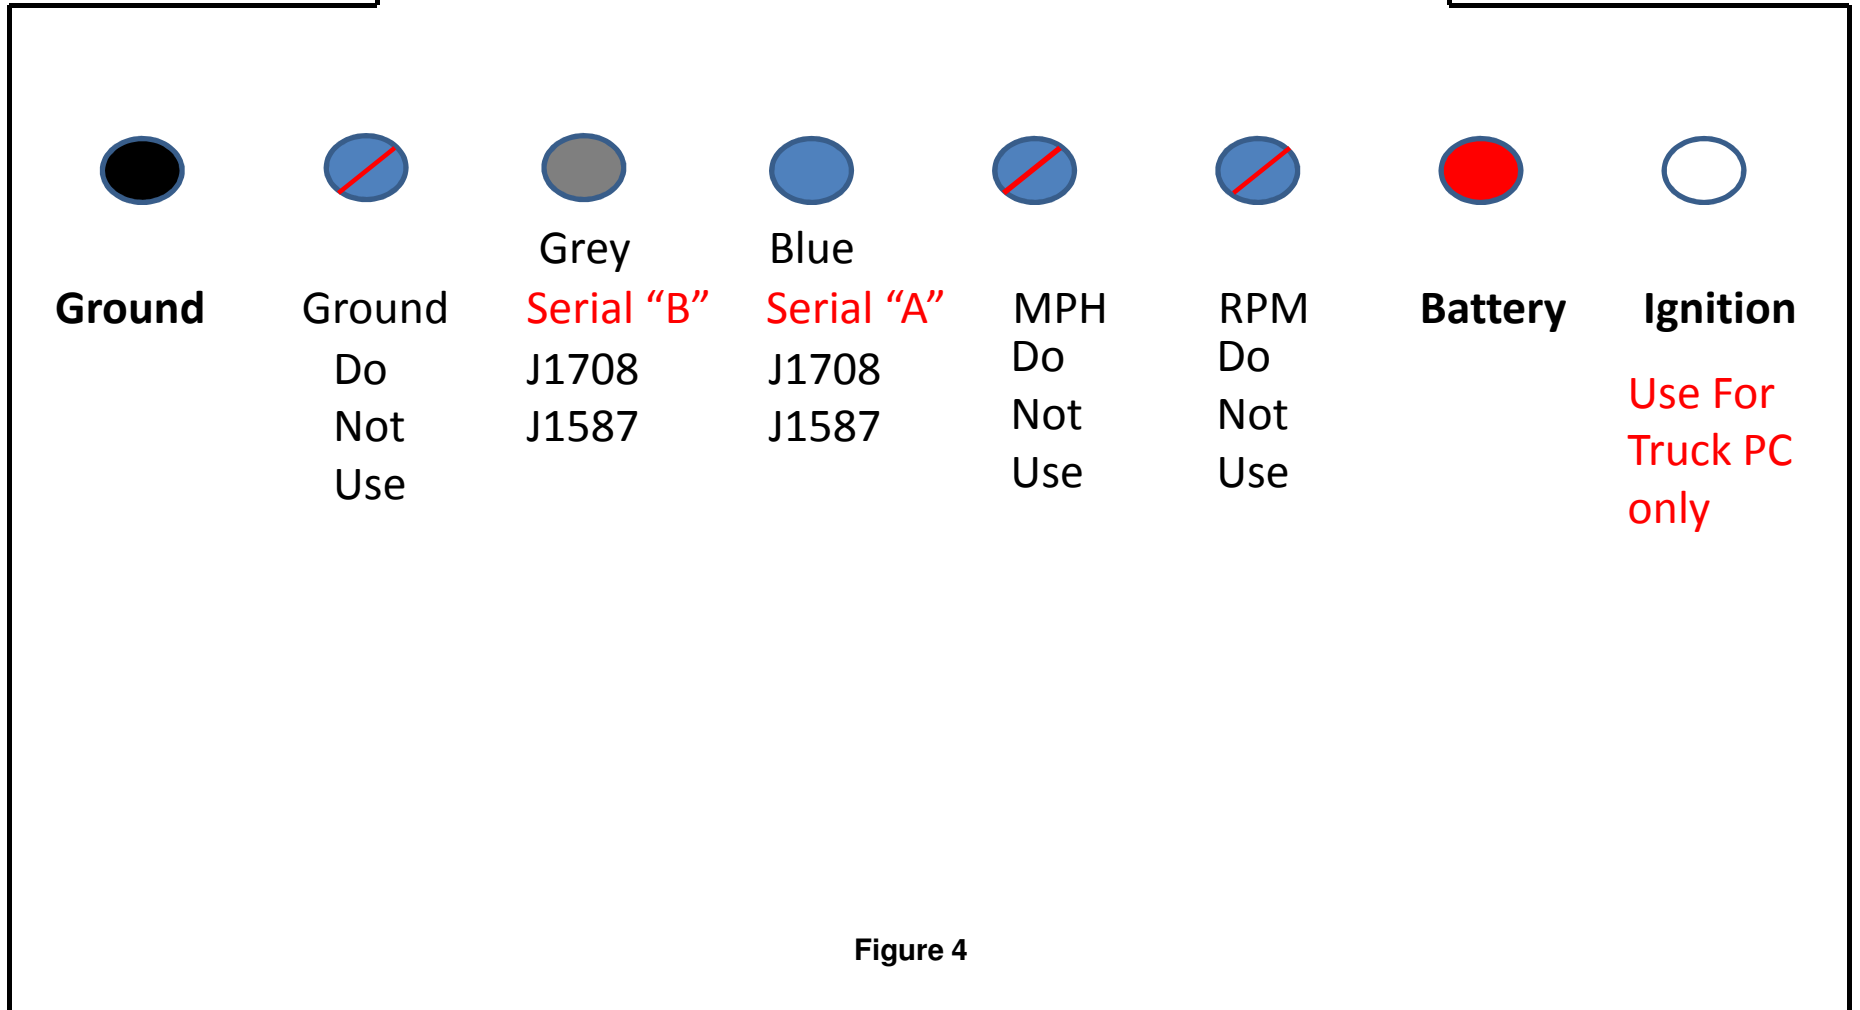 Grey
Blue
Ground
Ground
Serial “B”
Serial “A”
MPH
RPM
Battery
Ignition
Do
Not
Use
J1708
J1587
J1708
J1587
Do
Not
Use
Do
Not
Use
Use For
Truck PC
only
Figure 4